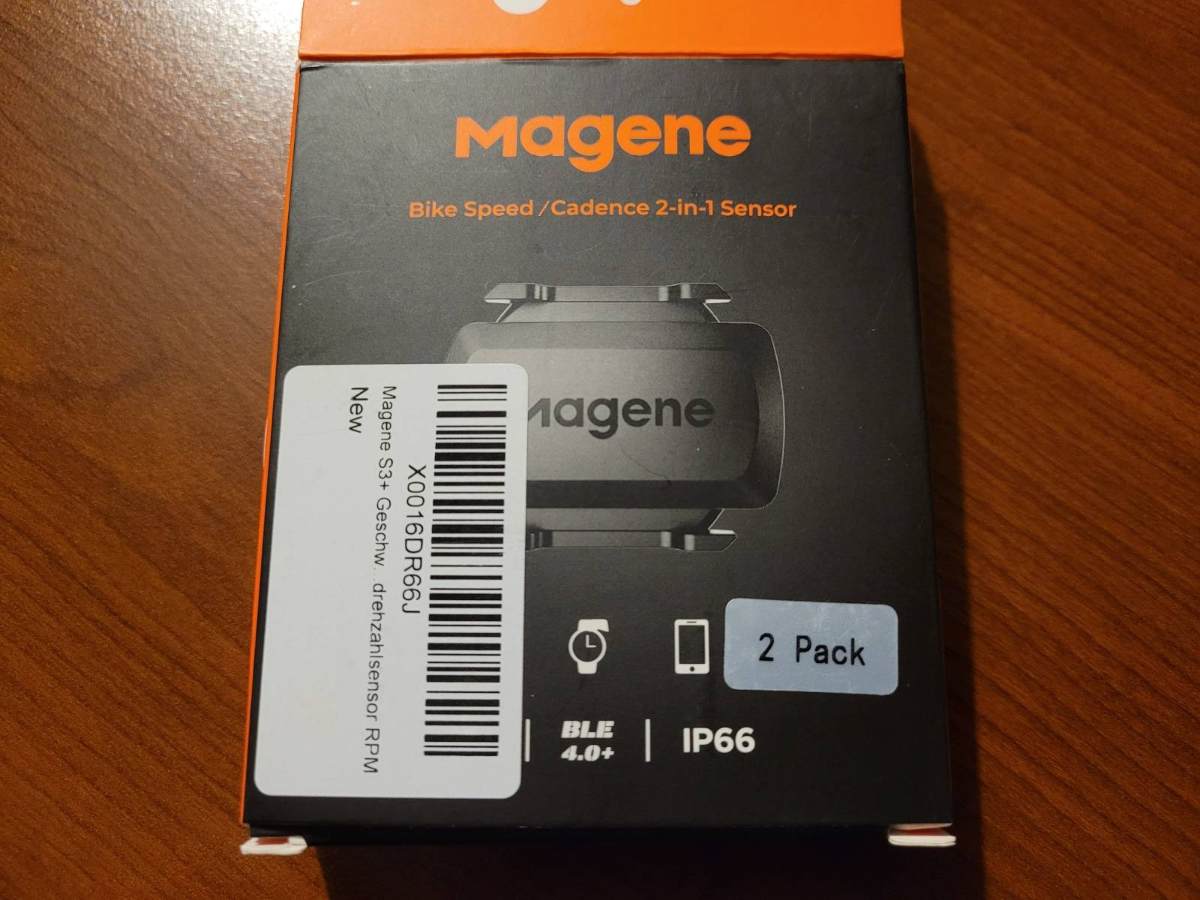 Magene
Bike Speed /Cadence 2-in-1 Sensor
Magene
X0016DR66J
Magene S3+ Geschw...drehzahlsensor RPM
New
2 Pack
BLE
4.0+
IP66